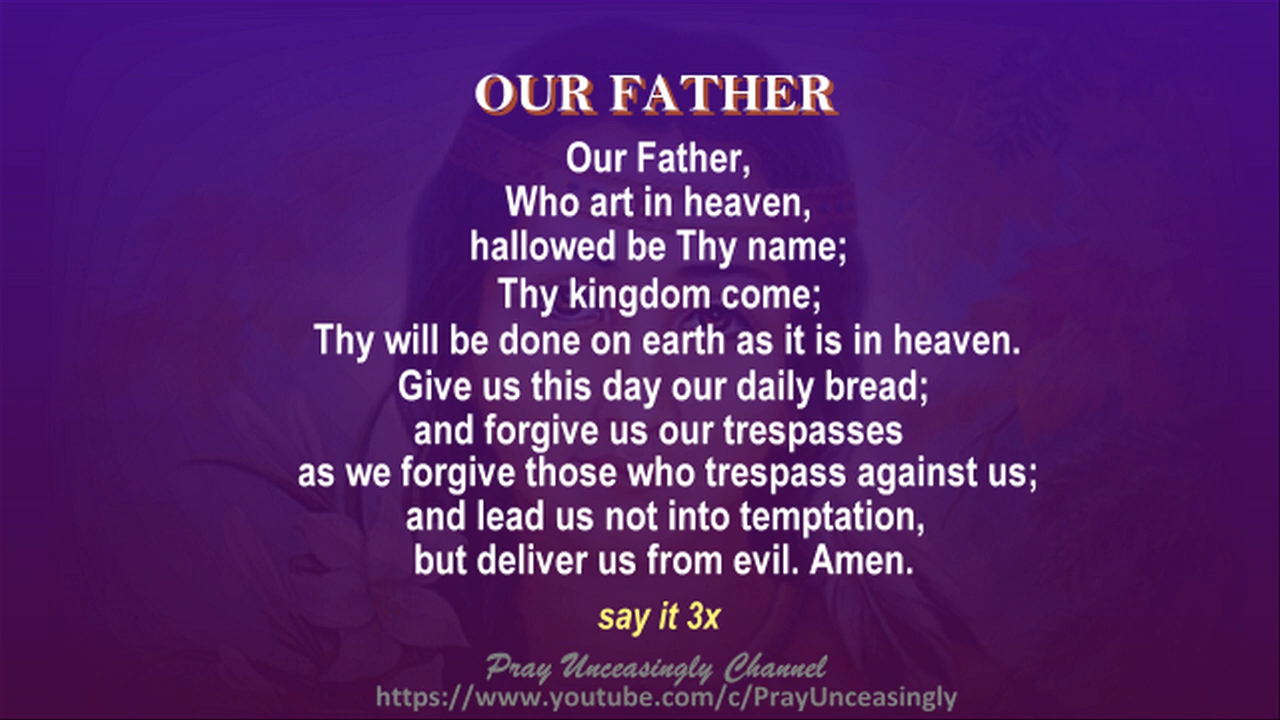 OUR FATHER
Our Father,
Who art in heaven,
hallowed be Thy name;
Thy kingdom come;
Thy will be done on earth as it is in heaven.
Give us this day our daily bread;
and forgive us our trespasses
as we forgive those who trespass against us;
and lead us not into temptation,
but deliver us from evil. Amen.
say it 3x
Pray Unceasingly Channel
https://www.youtube.com/c/PrayUnceasingly